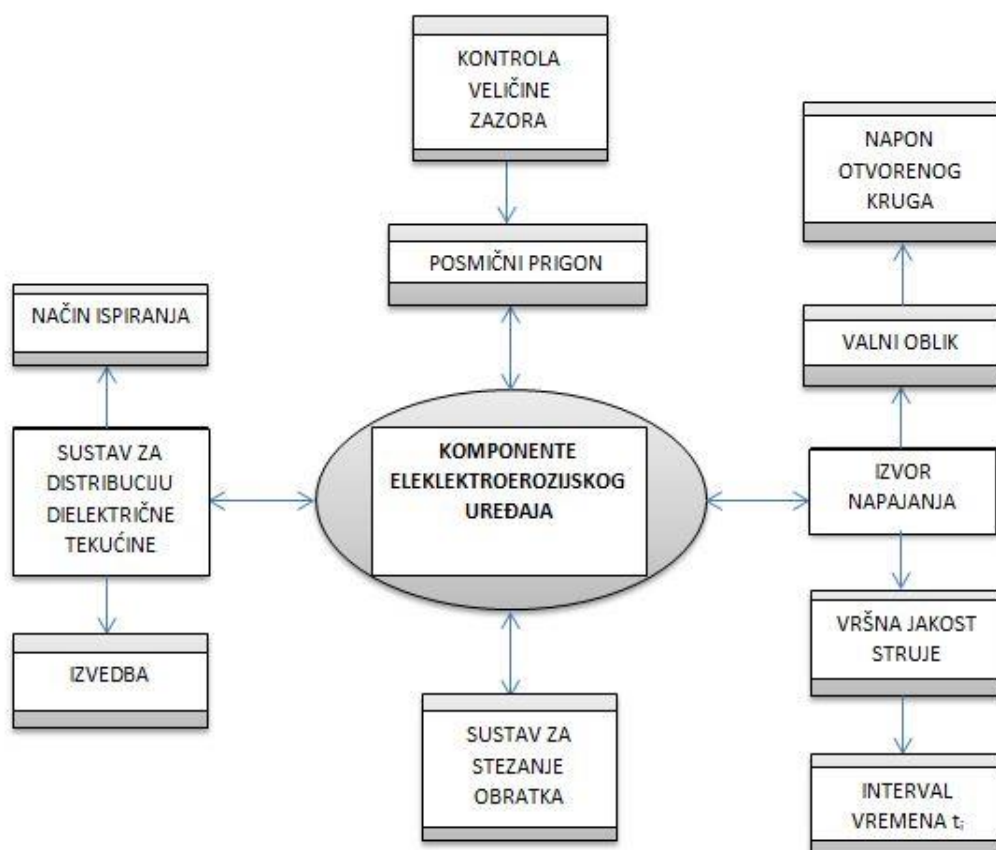 KONTROLA
VELIČINE
ZAZORA
NAPON
OTVORENOG
KRUGA
POSMIČNI PRIGON
NAČIN ISPIRANJA
VALNI OBLIK
SUSTAV ZA
DISTRIBUCIJU
DIELEKTRIČNE
TEKUĆINE
KOMPONENTE
ELEKLEKTROEROZIJSKOG
UREĐAJA
IZVOR
NAPAJANJA
IZVEDBA
VRŠNA JAKOST
STRUJE
SUSTAV ZA
STEZANJE
OBRATKA
INTERVAL
VREMENA tᵢ